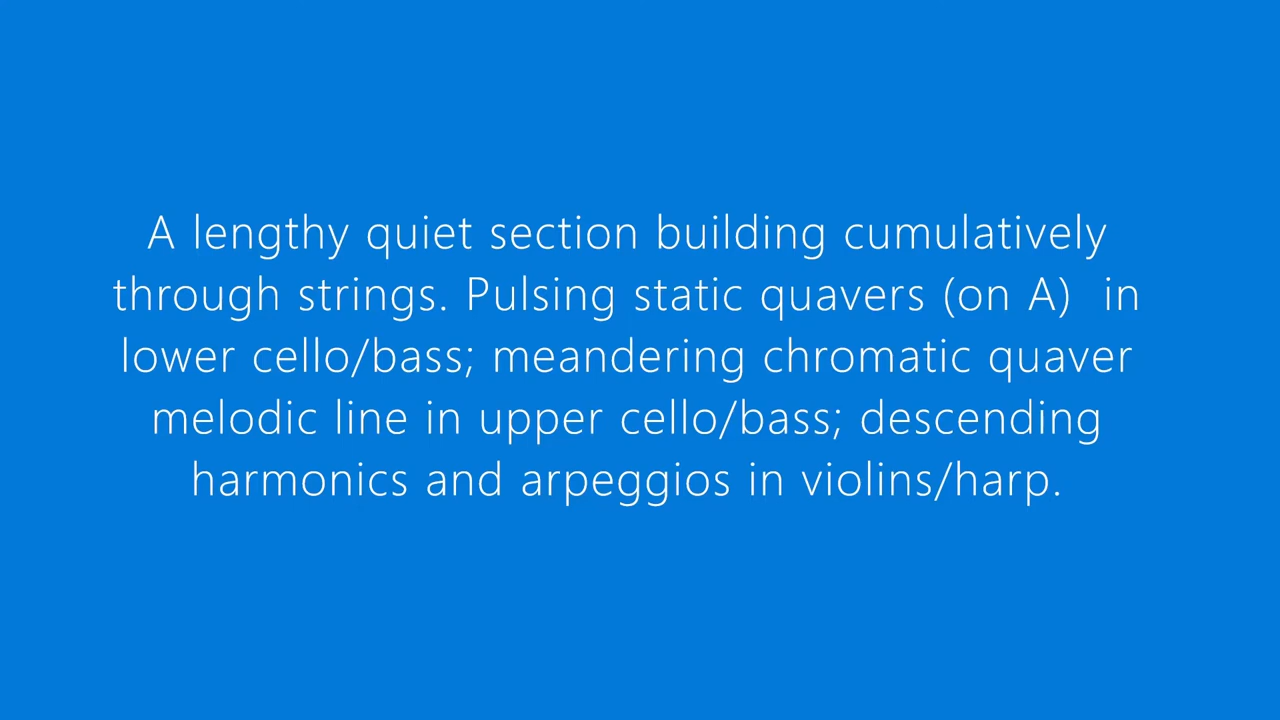 A lengthy quiet section building cumulatively
through strings. Pulsing static quavers (on A)  in
lower cello/bass; meandering chromatic quaver
melodic line in upper cello/bass; descending
harmonics and arpeggios in violins/harp.